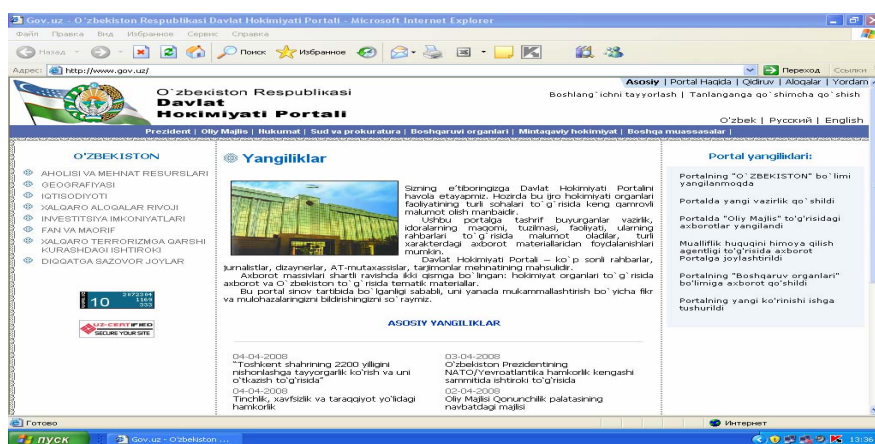 Gov.uz - O'zbekiston Respublikasi Davlat Hokimiyati Portali - Microsoft Internet Explorer
Файл Правка Вид Избранное Сервис Справка
Назад Поиск Избранное
Адрес: http://www.gov.uz/ Переход Ссылки
Asosiy | Portal Haqida | Qidiruv | Aloqalar | Yordam
Boshlang`ichni tayyorlash | Tanlanganga qo`shimcha qo`shish
O`zbekiston Respublikasi
Davlat
Hokimiyati Portali
O'zbek | Русский | English
Prezident | Oliy Majlis | Hukumat | Sud va prokuratura | Boshqaruvi organlari | Mintaqaviy hokimiyat | Boshqa muassasalar |
O'ZBEKISTON
AHOLISI VA MEHNAT RESURSLARI
GEOGRAFIYASI
IQTISODIYOTI
XALQARO ALOQALAR RIVOJI
INVESTITSIYA IMKONIYATLARI
FAN VA MAORIF
XALQARO TERRORIZMGA QARSHI
KURASHDAGI ISHTIROKI
DIQQATGA SAZOVOR JOYLAR
10
UZ-CERTIFIED
SECURE YOUR SITE
Yangiliklar
Sizning e'tiboringizga Davlat Hokimiyati Portalini
havola etayapmiz. Hozirda bu ijro hokimiyati organlari
faoliyatining turli sohalari to`g`risida keng qamrovli
malumot olish manbaidir.
Ushbu portalga tashrif buyurganlar vazirlik,
idoralarning maqomi, tuzilmasi, faoliyati, ularning
rahbarlari to`g`risida malumot oladilar, turli
xarakterdagi axborot materiallaridan foydalanishlari
mumkin.
Davlat Hokimiyati Portali – ko`p sonli rahbarlar,
jurnalistlar, dizaynerlar, AT-mutaxassislar, tarjimonlar mehnatining mahsulidir.
Axborot massivlari shartli ravishda ikki qismga bo`lingan: hokimiyat organlari to`g`risida
axborot va O`zbekiston to`g`risida tematik materiallar.
Bu portal sinov tartibida bo`lganligi sababli, uni yanada mukammallashtirish bo`yicha fikr
va mulohazalaringizni bildirishingizni so`raymiz.
ASOSIY YANGILIKLAR
04-04-2008
"Toshkent shahrining 2200 yilligini
nishonlashga tayyorgarlik ko'rish va uni
o'tkazish to'g'risida"
04-04-2008
Tinchlik, xavfsizlik va taraqqiyot yo'lidagi
hamkorlik
03-04-2008
O'zbekiston Prezidentining
NATO/Yevroatlantika hamkorlik kengashi
sammitida ishtiroki to'g'risida
02-04-2008
Oliy Majlisi Qonunchilik palatasining
navbatdagi majlisi
Portal yangiliklari:
Portalning "O`ZBEKISTON" bo`limi
yangilanmoqda
Portalda yangi vazirlik qo`shildi
Portalda "Oliy Majlis" to'g'risidagi
axborotlar yangilandi
Mualliflik huquqini himoya qilish
agentligi to'g'risida axborot
Portalga joylashtirildi
Portalning "Boshqaruv organlari"
bo'limiga axborot qo'shildi
Portalning yangi ko'rinishi ishga
tushurildi
Готово Интернет
пуск Gov.uz - O'zbekiston ... 13:36